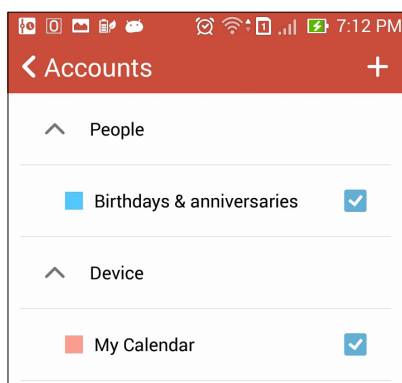 7:12 PM
Accounts
People
Birthdays & anniversaries
Device
My Calendar